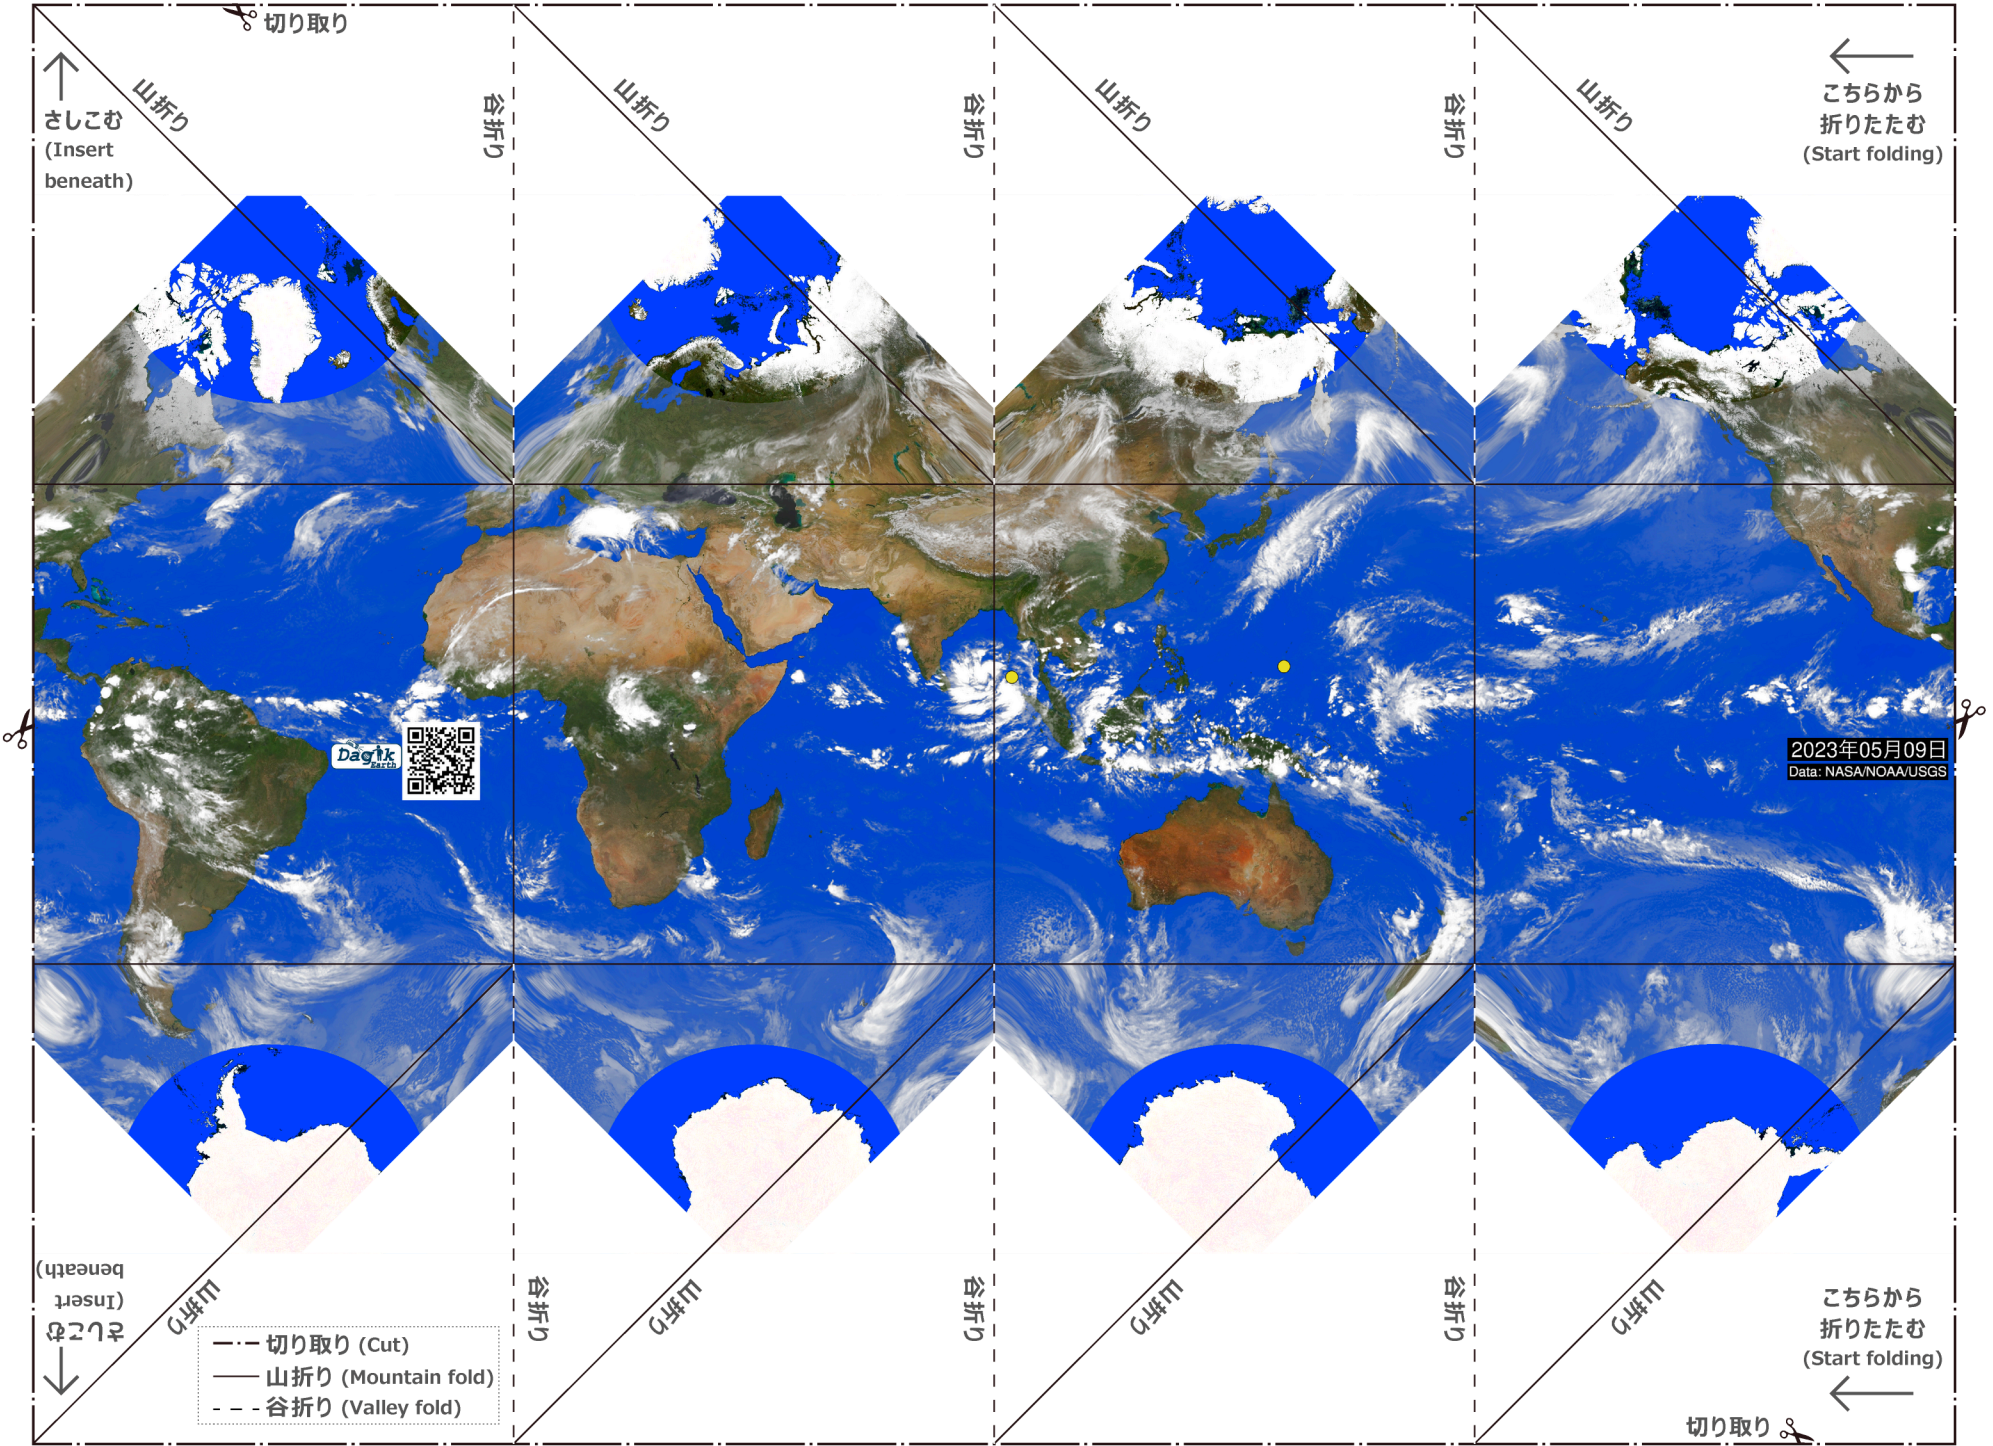 切り取り
さしこむ
(Insert
beneath)
山折り
谷折り
山折り
谷折り
山折り
谷折り
山折り
こちらから
折りたたむ
(Start folding)
Dagik
Earth
2023年05月09日
Data: NASA/NOAA/USGS
さしこむ
(Insert
beneath)
山折り
谷折り
山折り
谷折り
山折り
谷折り
山折り
こちらから
折りたたむ
(Start folding)
切り取り (Cut)
山折り (Mountain fold)
谷折り (Valley fold)
切り取り